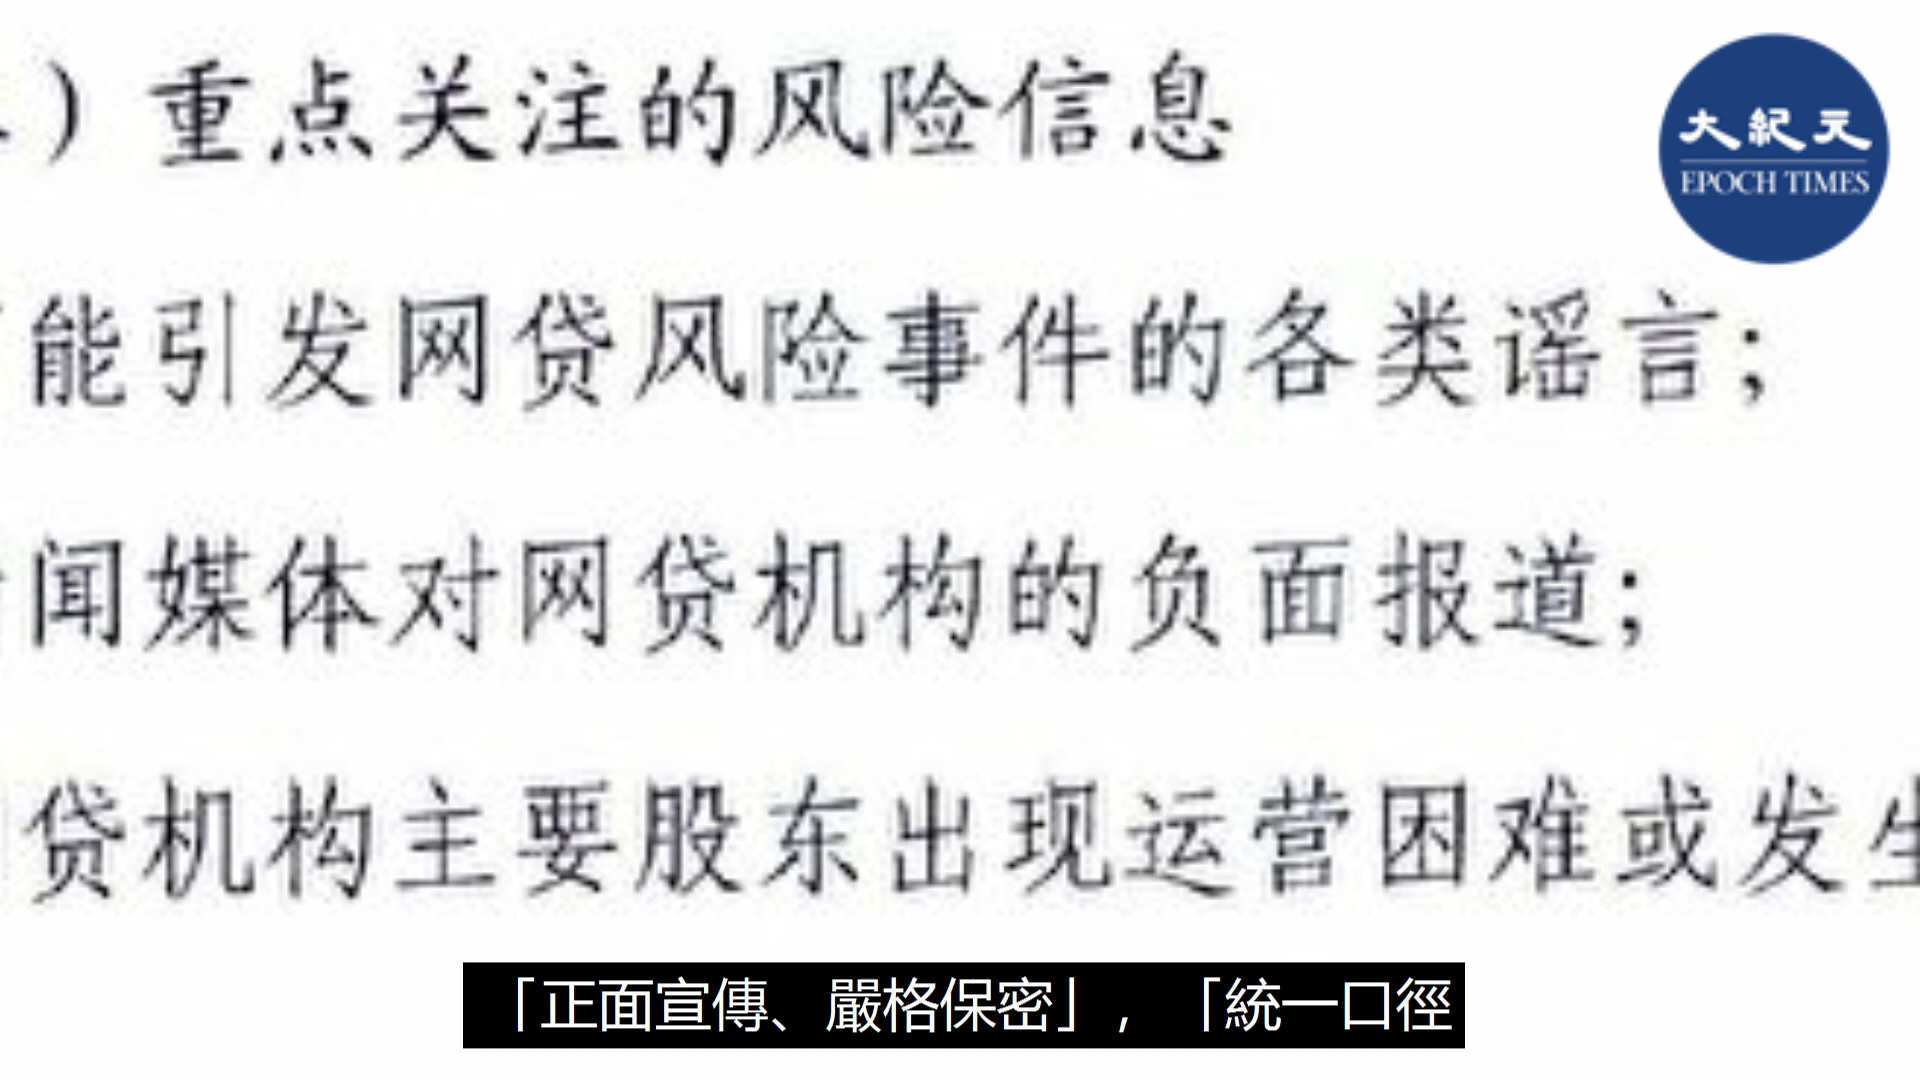 ）重点关注的风险信息
大紀元
EPOCH TIMES
能引发网贷风险事件的各类谣言；
闻媒体对网贷机构的负面报道；
贷机构主要股东出现运营困难或发生
「正面宣傳、嚴格保密」，「統一口徑